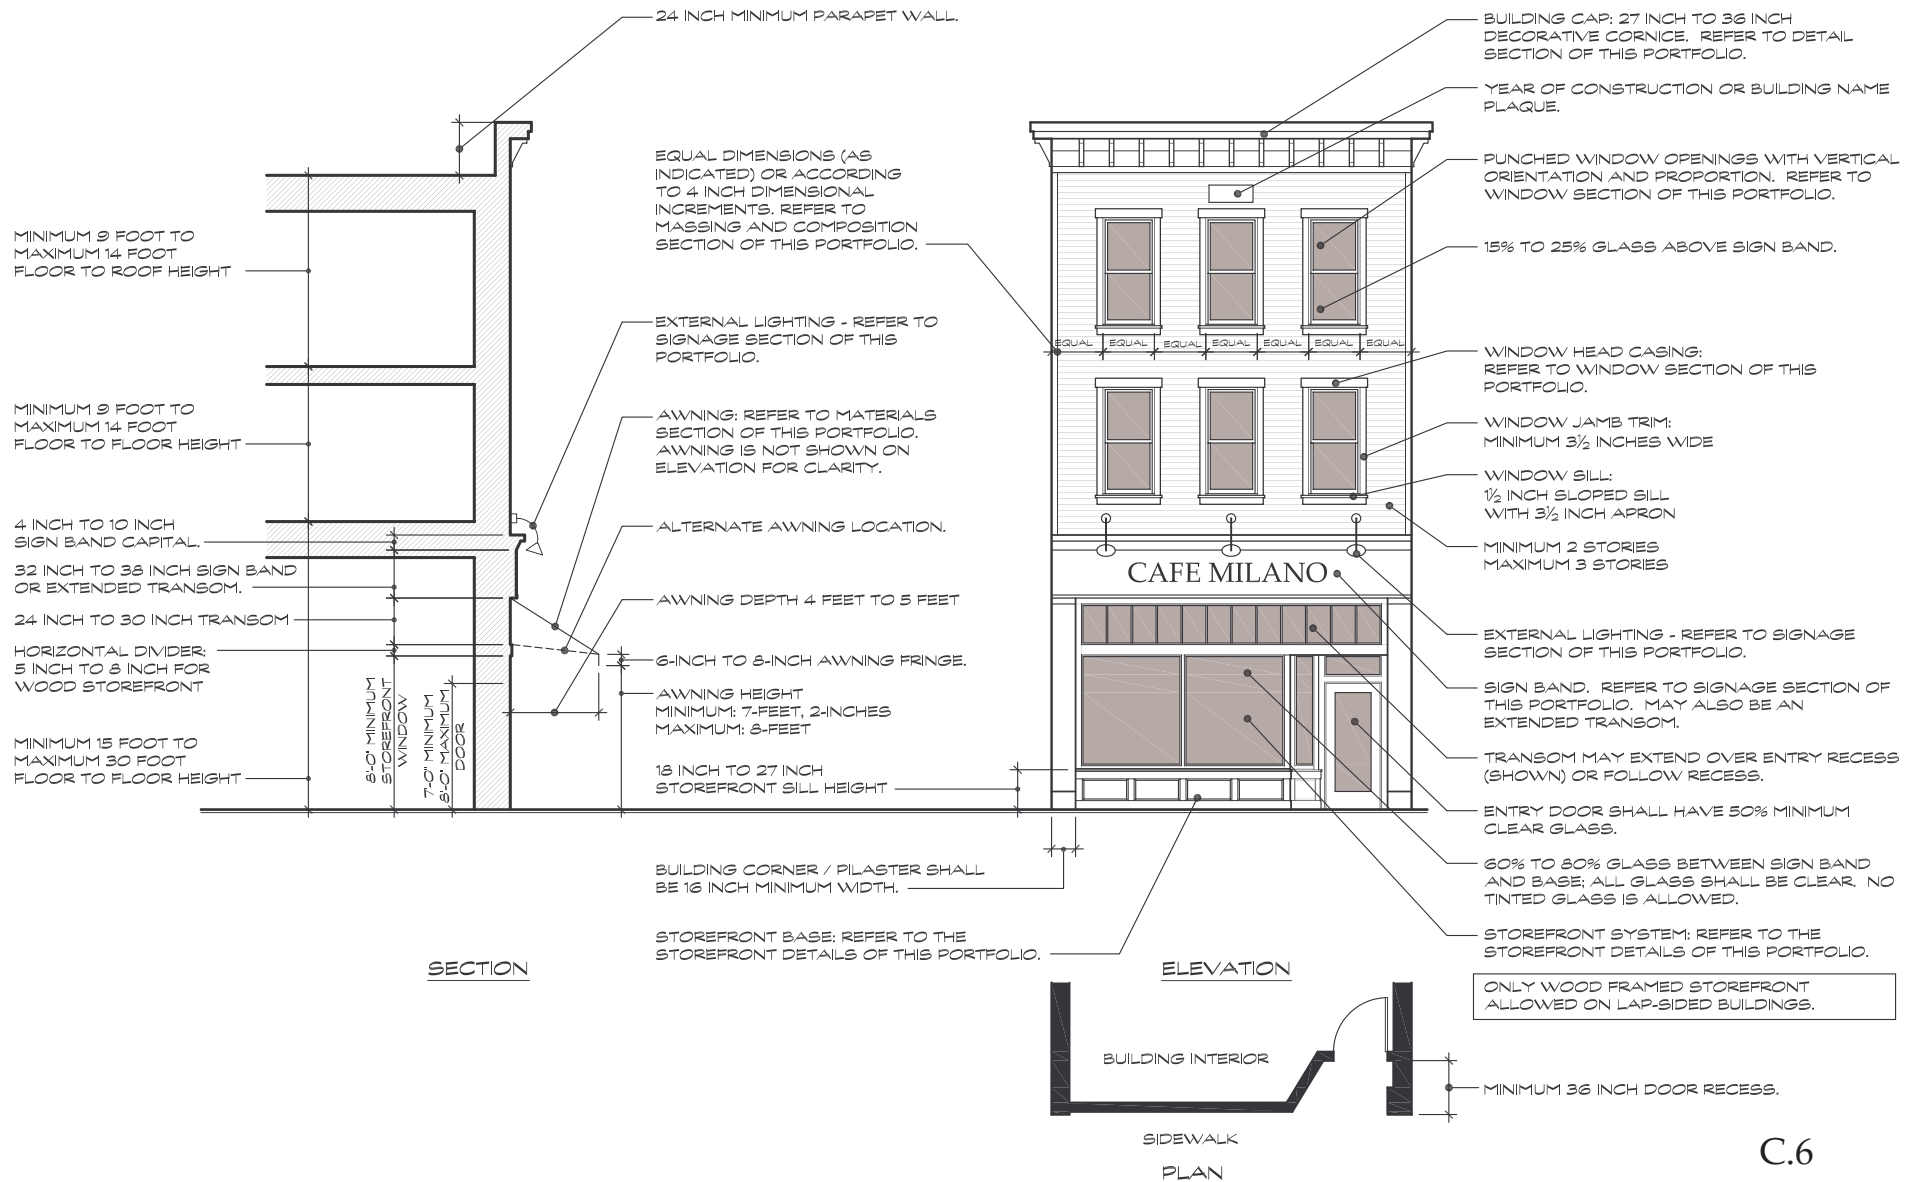 24 INCH MINIMUM PARAPET WALL.
MINIMUM 9 FOOT TO
MAXIMUM 14 FOOT
FLOOR TO ROOF HEIGHT
MINIMUM 9 FOOT TO
MAXIMUM 14 FOOT
FLOOR TO FLOOR HEIGHT
4 INCH TO 10 INCH
SIGN BAND CAPITAL.
32 INCH TO 38 INCH SIGN BAND
OR EXTENDED TRANSOM.
24 INCH TO 30 INCH TRANSOM
HORIZONTAL DIVIDER:
5 INCH TO 8 INCH FOR
WOOD STOREFRONT
MINIMUM 15 FOOT TO
MAXIMUM 30 FOOT
FLOOR TO FLOOR HEIGHT
8'-0" MINIMUM
STOREFRONT
WINDOW
7'-0" MINIMUM
8'-0" MAXIMUM
DOOR
SECTION
EQUAL DIMENSIONS (AS
INDICATED) OR ACCORDING
TO 4 INCH DIMENSIONAL
INCREMENTS. REFER TO
MASSING AND COMPOSITION
SECTION OF THIS PORTFOLIO.
EXTERNAL LIGHTING - REFER TO
SIGNAGE SECTION OF THIS
PORTFOLIO.
AWNING: REFER TO MATERIALS
SECTION OF THIS PORTFOLIO.
AWNING IS NOT SHOWN ON
ELEVATION FOR CLARITY.
ALTERNATE AWNING LOCATION.
AWNING DEPTH 4 FEET TO 5 FEET
6-INCH TO 8-INCH AWNING FRINGE.
AWNING HEIGHT
MINIMUM: 7-FEET, 2-INCHES
MAXIMUM: 8-FEET
18 INCH TO 27 INCH
STOREFRONT SILL HEIGHT
BUILDING CORNER / PILASTER SHALL
BE 16 INCH MINIMUM WIDTH.
STOREFRONT BASE: REFER TO THE
STOREFRONT DETAILS OF THIS PORTFOLIO.
EQUAL EQUAL EQUAL EQUAL EQUAL EQUAL EQUAL
CAFE MILANO
ELEVATION
BUILDING CAP: 27 INCH TO 36 INCH
DECORATIVE CORNICE. REFER TO DETAIL
SECTION OF THIS PORTFOLIO.
YEAR OF CONSTRUCTION OR BUILDING NAME
PLAQUE.
PUNCHED WINDOW OPENINGS WITH VERTICAL
ORIENTATION AND PROPORTION. REFER TO
WINDOW SECTION OF THIS PORTFOLIO.
15% TO 25% GLASS ABOVE SIGN BAND.
WINDOW HEAD CASING:
REFER TO WINDOW SECTION OF THIS
PORTFOLIO.
WINDOW JAMB TRIM:
MINIMUM 3½ INCHES WIDE
WINDOW SILL:
1½ INCH SLOPED SILL
WITH 3½ INCH APRON
MINIMUM 2 STORIES
MAXIMUM 3 STORIES
EXTERNAL LIGHTING - REFER TO SIGNAGE
SECTION OF THIS PORTFOLIO.
SIGN BAND. REFER TO SIGNAGE SECTION OF
THIS PORTFOLIO. MAY ALSO BE AN
EXTENDED TRANSOM.
TRANSOM MAY EXTEND OVER ENTRY RECESS
(SHOWN) OR FOLLOW RECESS.
ENTRY DOOR SHALL HAVE 50% MINIMUM
CLEAR GLASS.
60% TO 80% GLASS BETWEEN SIGN BAND
AND BASE; ALL GLASS SHALL BE CLEAR. NO
TINTED GLASS IS ALLOWED.
STOREFRONT SYSTEM: REFER TO THE
STOREFRONT DETAILS OF THIS PORTFOLIO.
ONLY WOOD FRAMED STOREFRONT
ALLOWED ON LAP-SIDED BUILDINGS.
BUILDING INTERIOR
MINIMUM 36 INCH DOOR RECESS.
SIDEWALK
PLAN
C.6